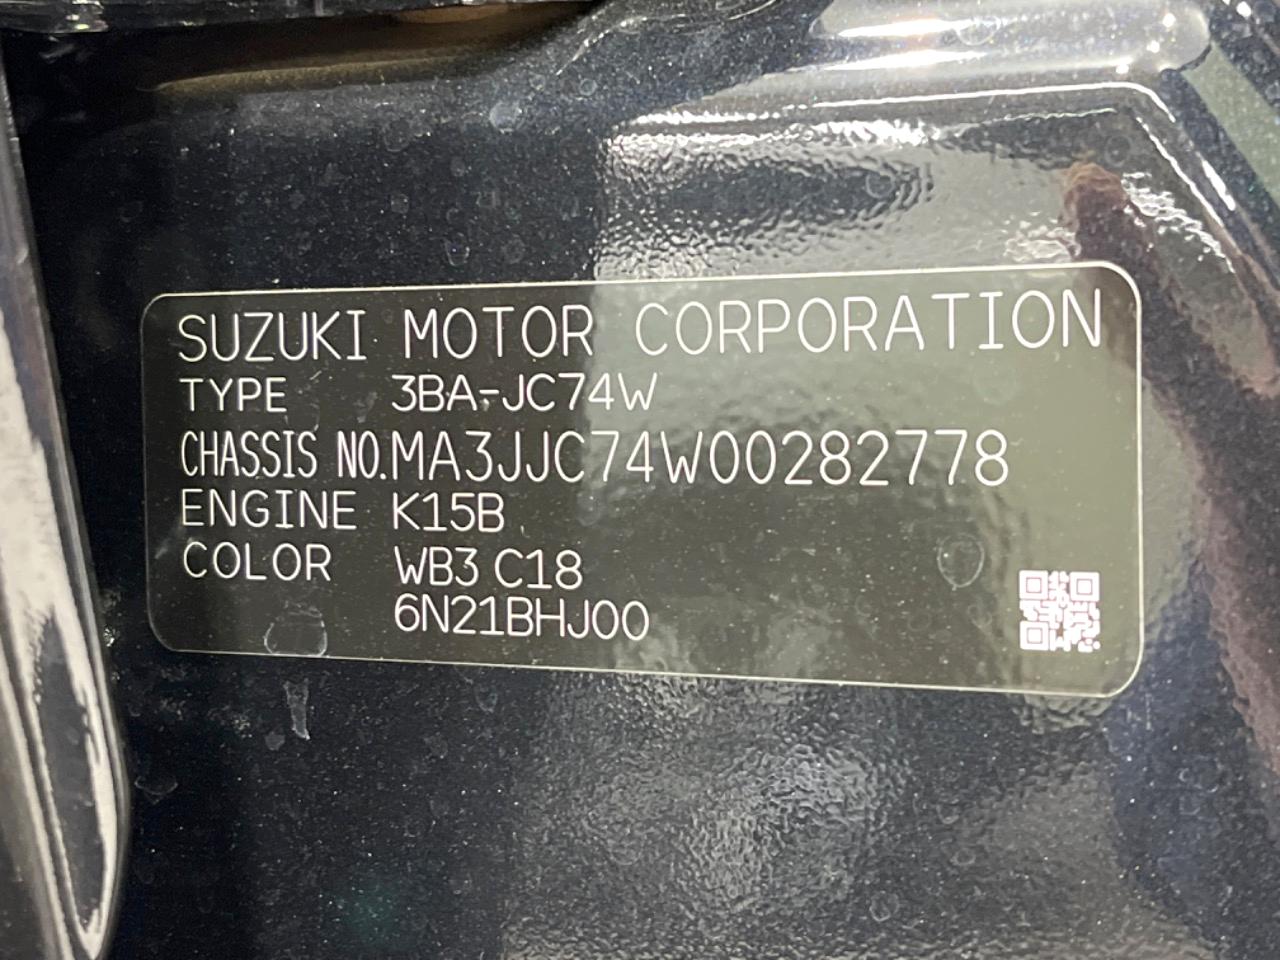 SUZUKI MOTOR CORPORATION
TYPE 3BA-JC74W
CHASSIS NO.MA3JJC74W00282778
ENGINE K15B
COLOR WB3 C18
6N21BHJ00